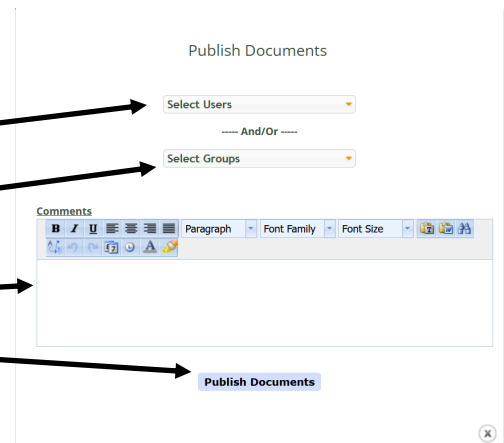 Publish Documents
Select Users
----- And/Or -----
Select Groups
Comments
B I U Paragraph Font Family Font Size
A
Publish Documents
x